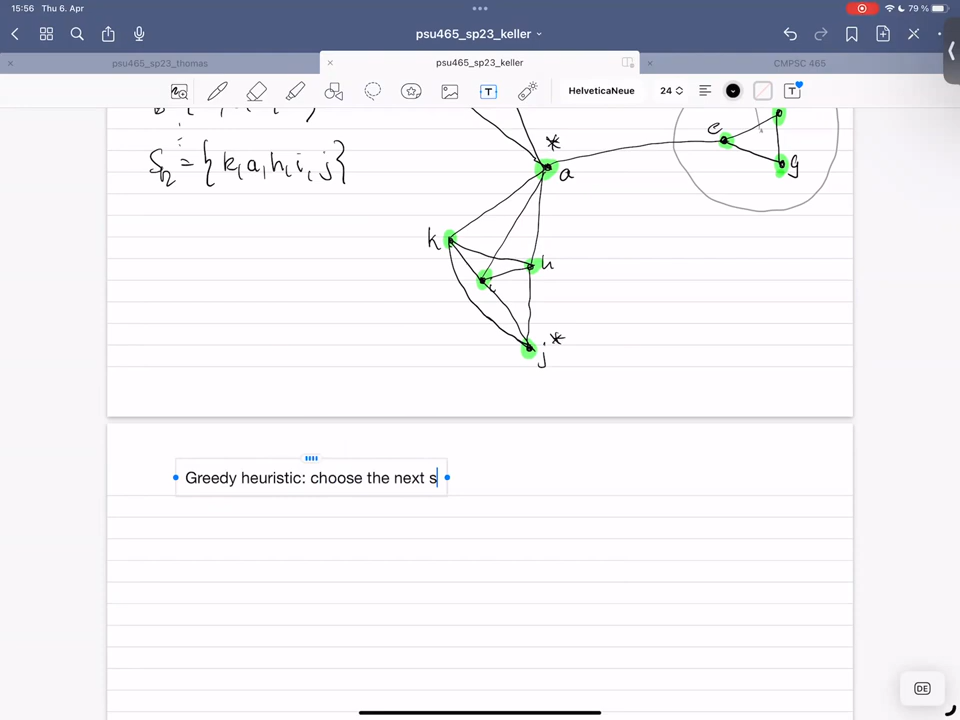 15:56 Thu 6. Apr
79 %
psu465_sp23_keller
psu465_sp23_thomas
psu465_sp23_keller
CMPSC 465
HelveticaNeue
24
S₂ = {k, a, h, i, j}
*
a
e
g
k
h
i
j *
Greedy heuristic: choose the next s
DE